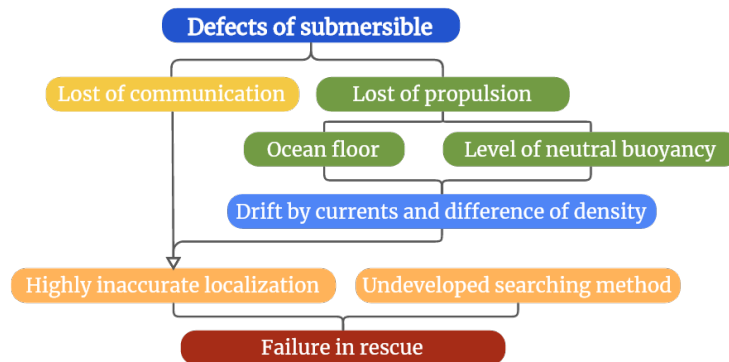 Defects of submersible
Lost of communication
Lost of propulsion
Ocean floor
Level of neutral buoyancy
Drift by currents and difference of density
Highly inaccurate localization
Undeveloped searching method
Failure in rescue